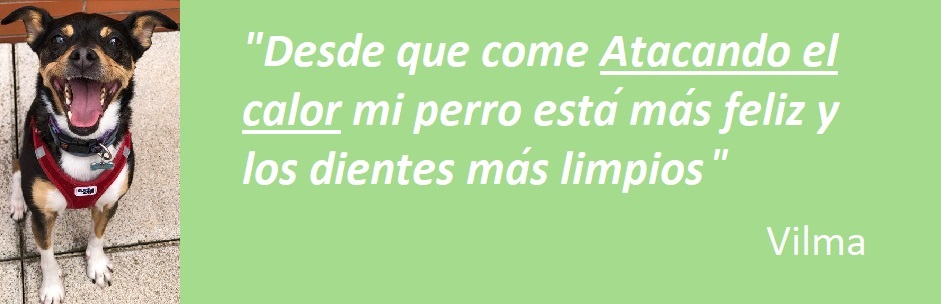 "Desde que come Atacando el
calor mi perro está más feliz y
los dientes más limpios"
Vilma